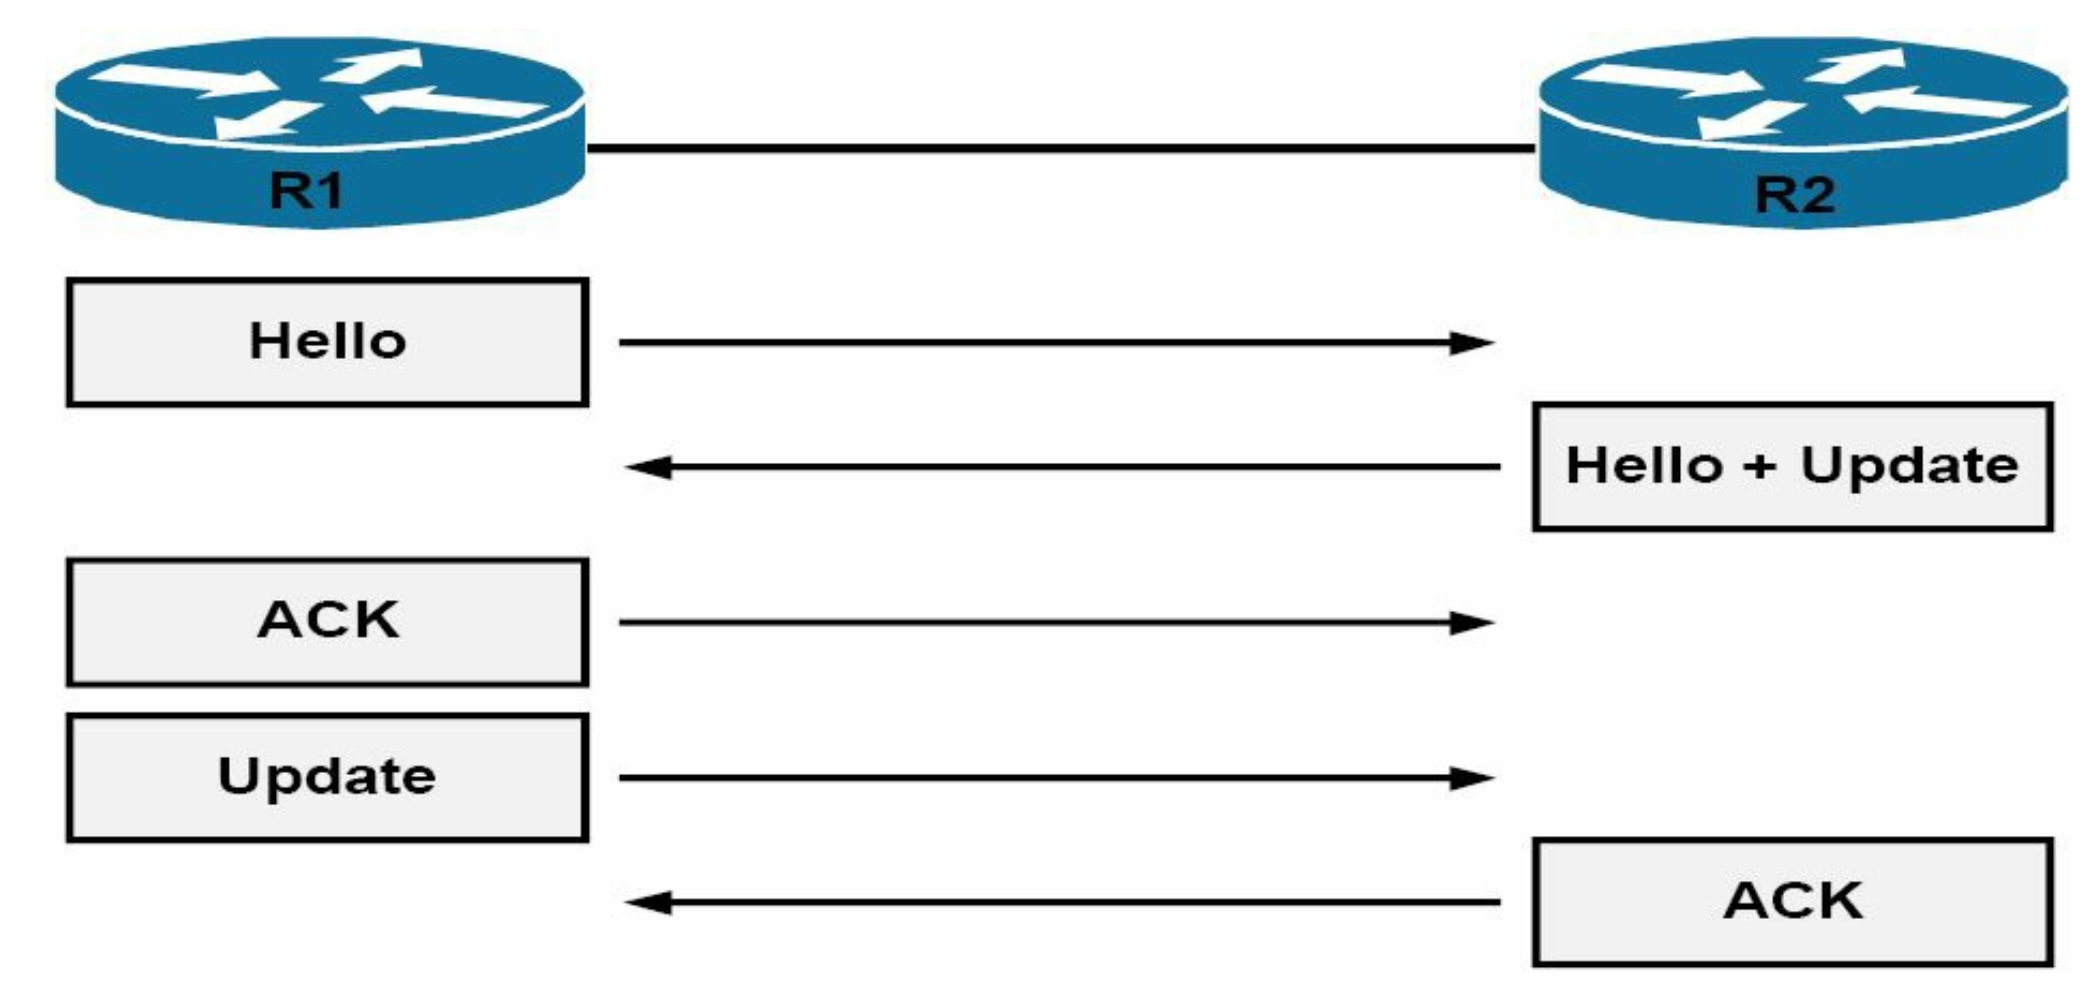 R1
R2
Hello
Hello + Update
ACK
Update
ACK